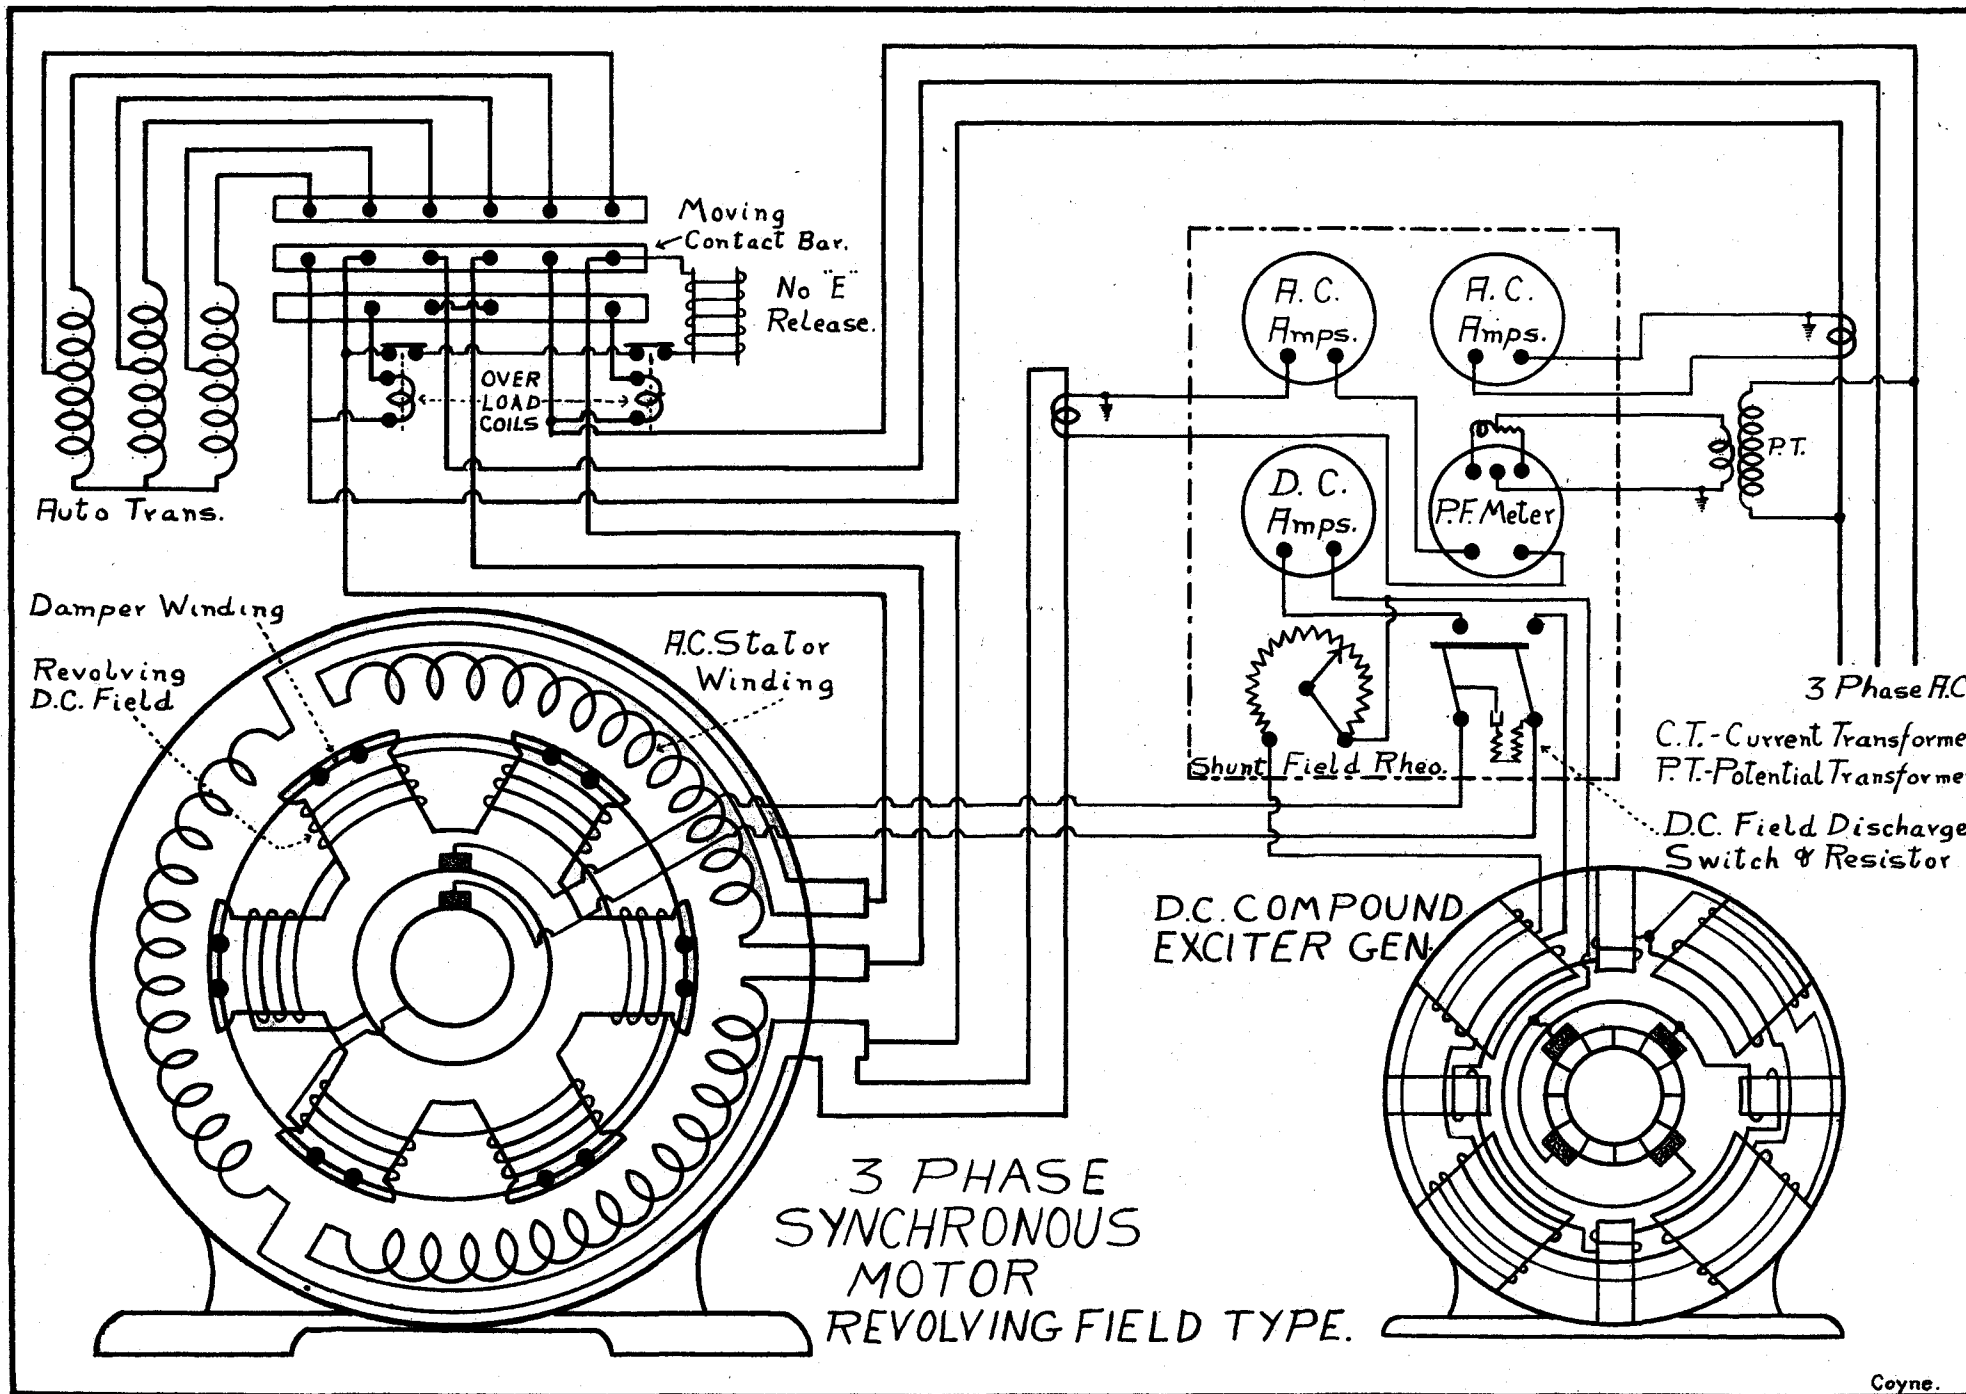 Moving
Contact Bar.
No "E"
Release.
OVER
LOAD
COILS
Auto Trans.
A.C.
Amps.
A.C.
Amps.
D.C.
Amps.
P.F. Meter
P.T.
Shunt Field Rheo.
3 Phase A.C
C.T.-Current Transforme
P.T.-Potential Transforme
D.C. Field Discharge
Switch & Resistor
Damper Winding
Revolving
D.C. Field
A.C. Stator
Winding
D.C. COMPOUND
EXCITER GEN.
3 PHASE
SYNCHRONOUS
MOTOR
REVOLVING FIELD TYPE.
Coyne.